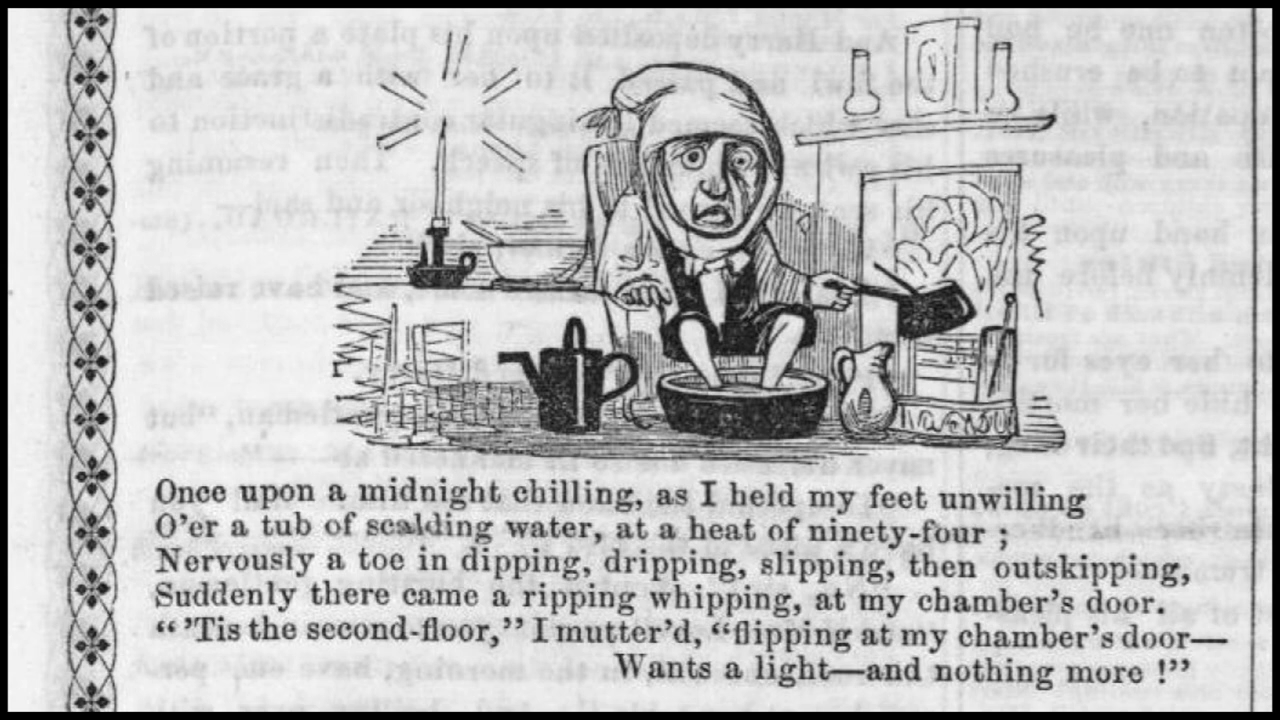 Once upon a midnight chilling, as I held my feet unwilling
O'er a tub of scalding water, at a heat of ninety-four ;
Nervously a toe in dipping, dripping, slipping, then outskipping,
Suddenly there came a ripping whipping, at my chamber's door.
“ 'Tis the second-floor,” I mutter'd, “flipping at my chamber's door—
Wants a light—and nothing more !”